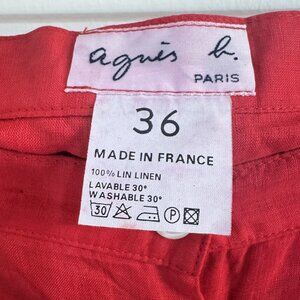 agnès b.
PARIS
36
MADE IN FRANCE
100% LIN LINEN
LAVABLE 30°
WASHABLE 30°
30 P